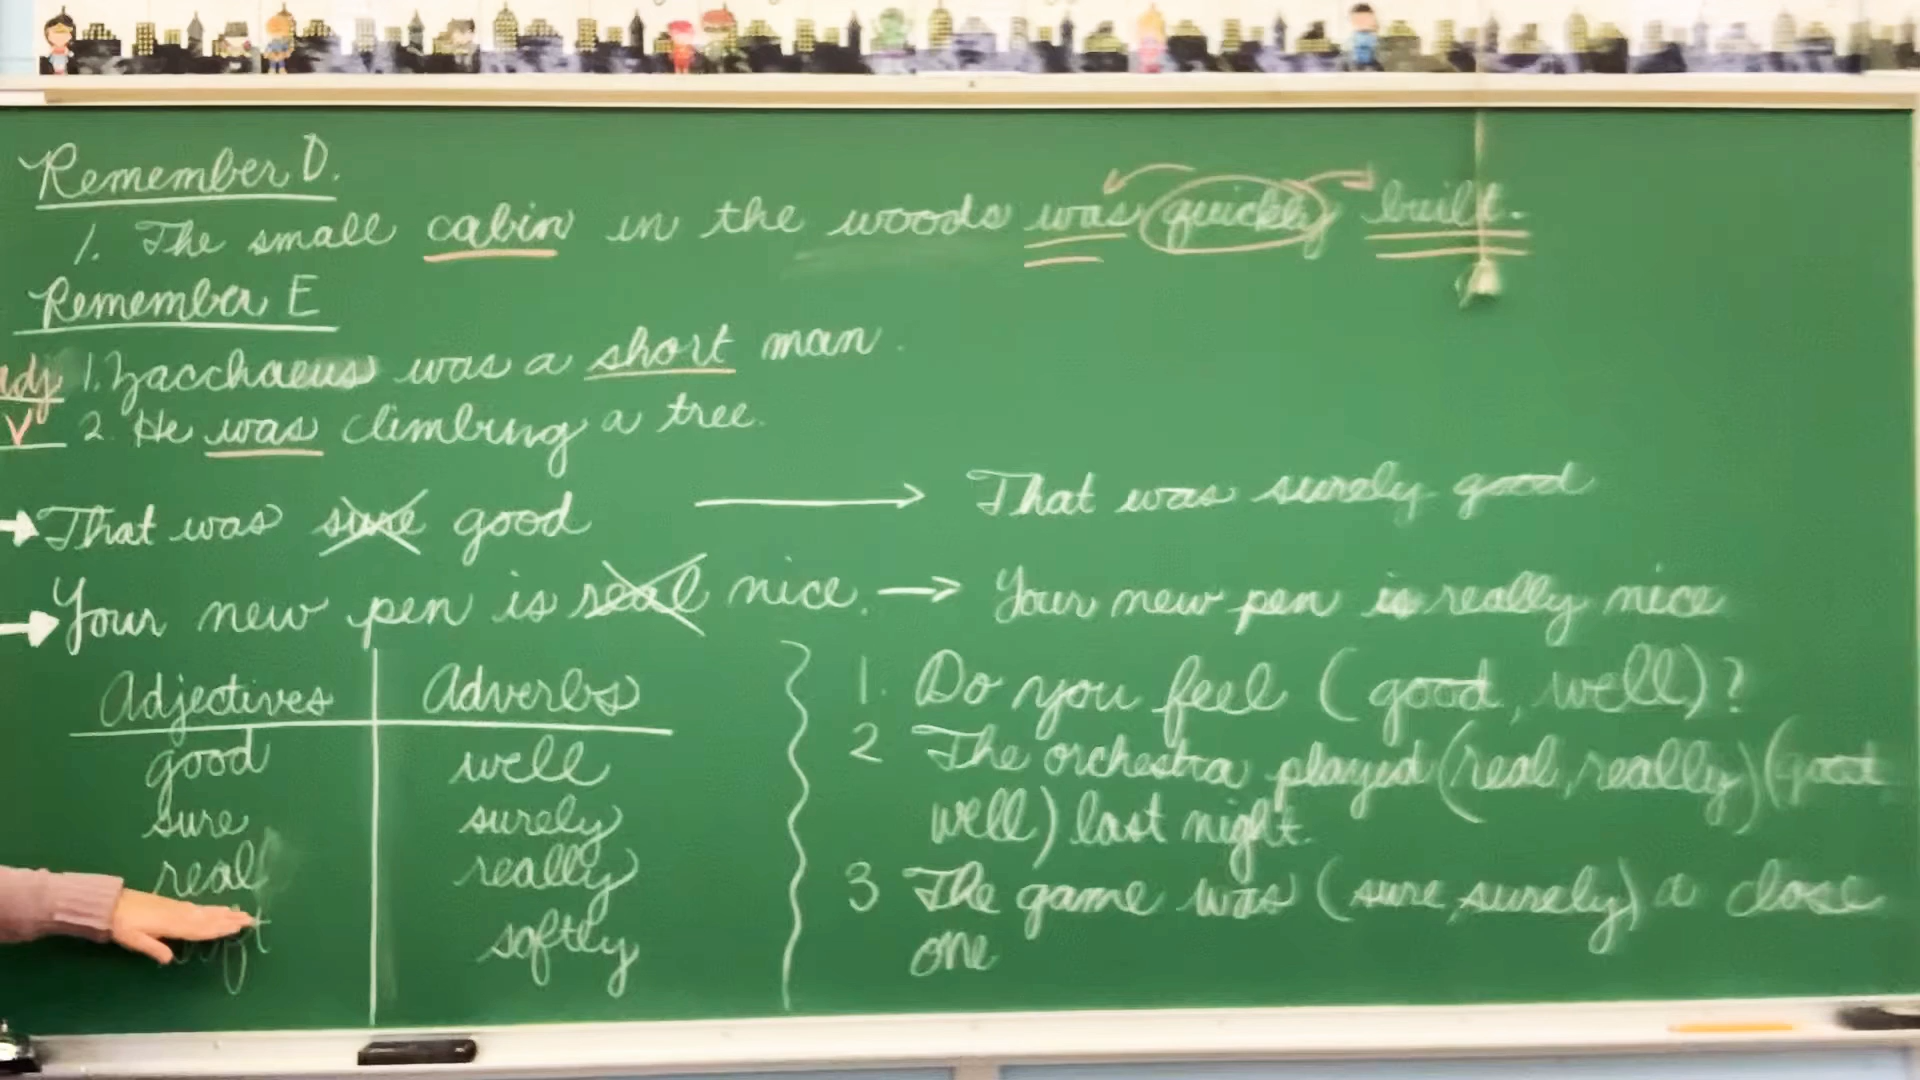 Remember D.
1. The small cabin in the woods was quickly built.
Remember E
adj 1. Zacchaeus was a short man.
V 2. He was climbing a tree.
→ That was sure good → That was surely good
→ Your new pen is real nice. → Your new pen is really nice
Adjectives Adverbs
good well
sure surely
real really
softly
1. Do you feel (good, well)?
2 The orchestra played (real, really) (good
well) last night.
3 The game was (sure, surely) a close
one